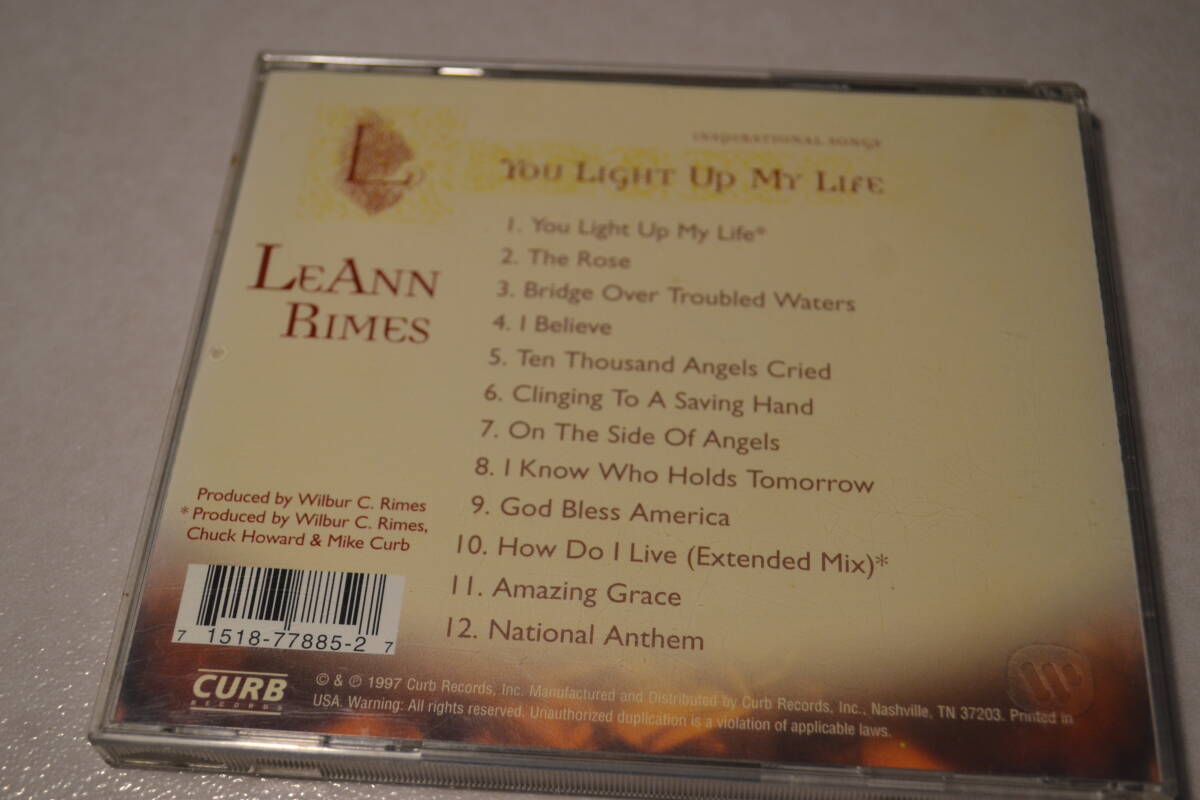 L
LeAnn
Rimes
INSPIRATIONAL SONGS
You Light Up My Life
1. You Light Up My Life*
2. The Rose
3. Bridge Over Troubled Waters
4. I Believe
5. Ten Thousand Angels Cried
6. Clinging To A Saving Hand
7. On The Side Of Angels
8. I Know Who Holds Tomorrow
9. God Bless America
10. How Do I Live (Extended Mix)*
11. Amazing Grace
12. National Anthem
Produced by Wilbur C. Rimes
* Produced by Wilbur C. Rimes,
Chuck Howard & Mike Curb
7 1518-77885-2 7
CURB
RECORDS
© & ℗ 1997 Curb Records, Inc. Manufactured and Distributed by Curb Records, Inc., Nashville, TN 37203. Printed in
USA. Warning: All rights reserved. Unauthorized duplication is a violation of applicable laws.